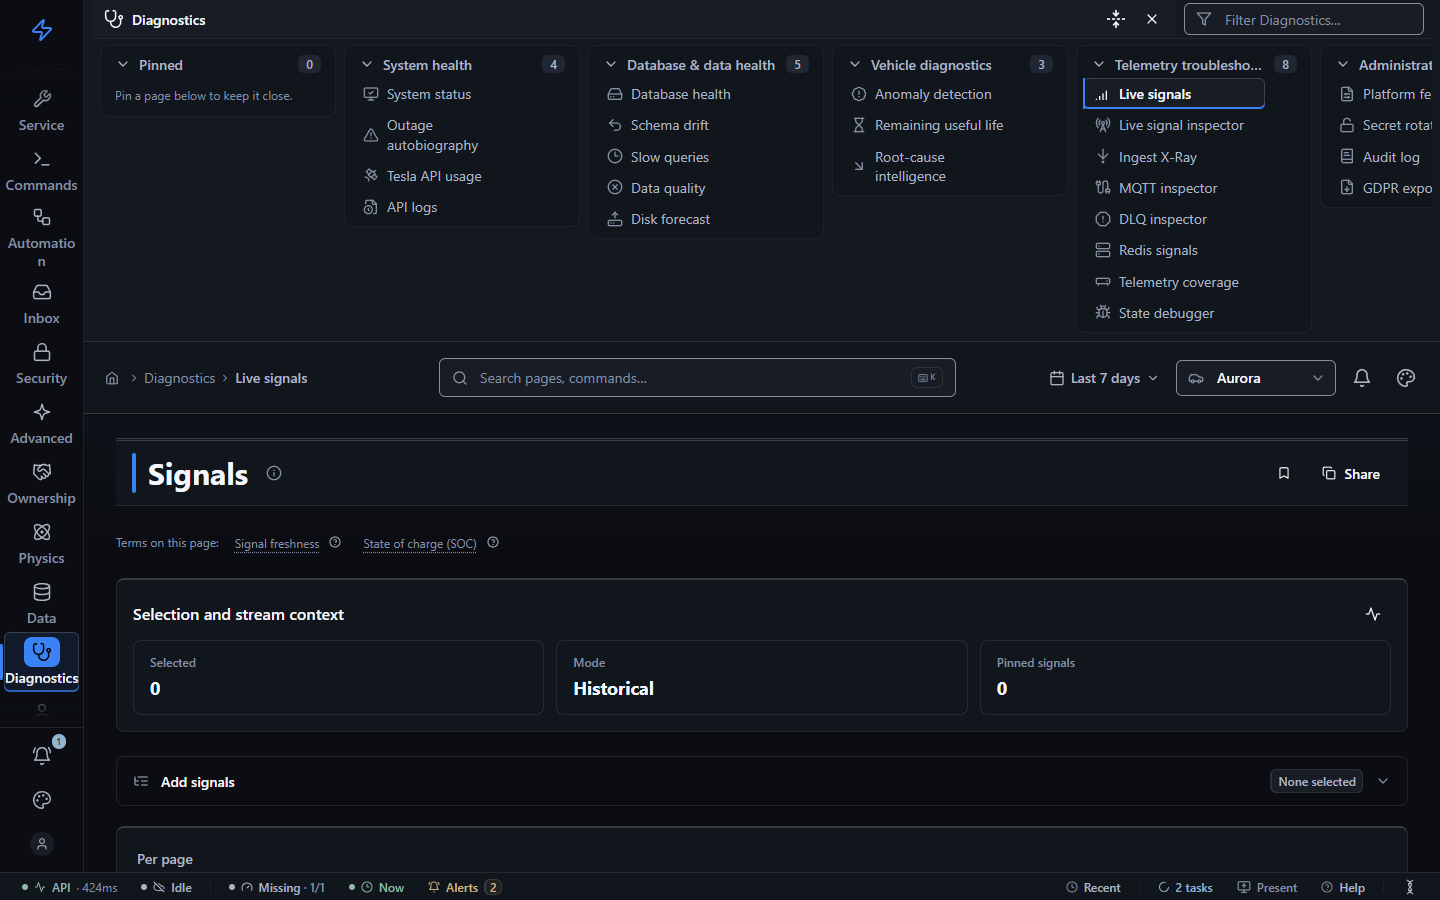 Diagnostics
Filter Diagnostics...
Pinned 0
Pin a page below to keep it close.
System health 4
System status
Outage
autobiography
Tesla API usage
API logs
Database & data health 5
Database health
Schema drift
Slow queries
Data quality
Disk forecast
Vehicle diagnostics 3
Anomaly detection
Remaining useful life
Root-cause
intelligence
Telemetry troublesho... 8
Live signals
Live signal inspector
Ingest X-Ray
MQTT inspector
DLQ inspector
Redis signals
Telemetry coverage
State debugger
Administrat
Platform fe
Secret rotat
Audit log
GDPR expo
Service
Commands
Automatio
n
Inbox
Security
Advanced
Ownership
Physics
Data
Diagnostics
1
Diagnostics
Live signals
Search pages, commands...
K
Last 7 days
Aurora
Signals
Share
Terms on this page:
Signal freshness
State of charge (SOC)
Selection and stream context
Selected
0
Mode
Historical
Pinned signals
0
Add signals
None selected
Per page
API · 424ms
Idle
Missing · 1/1
Now
Alerts 2
Recent
2 tasks
Present
Help